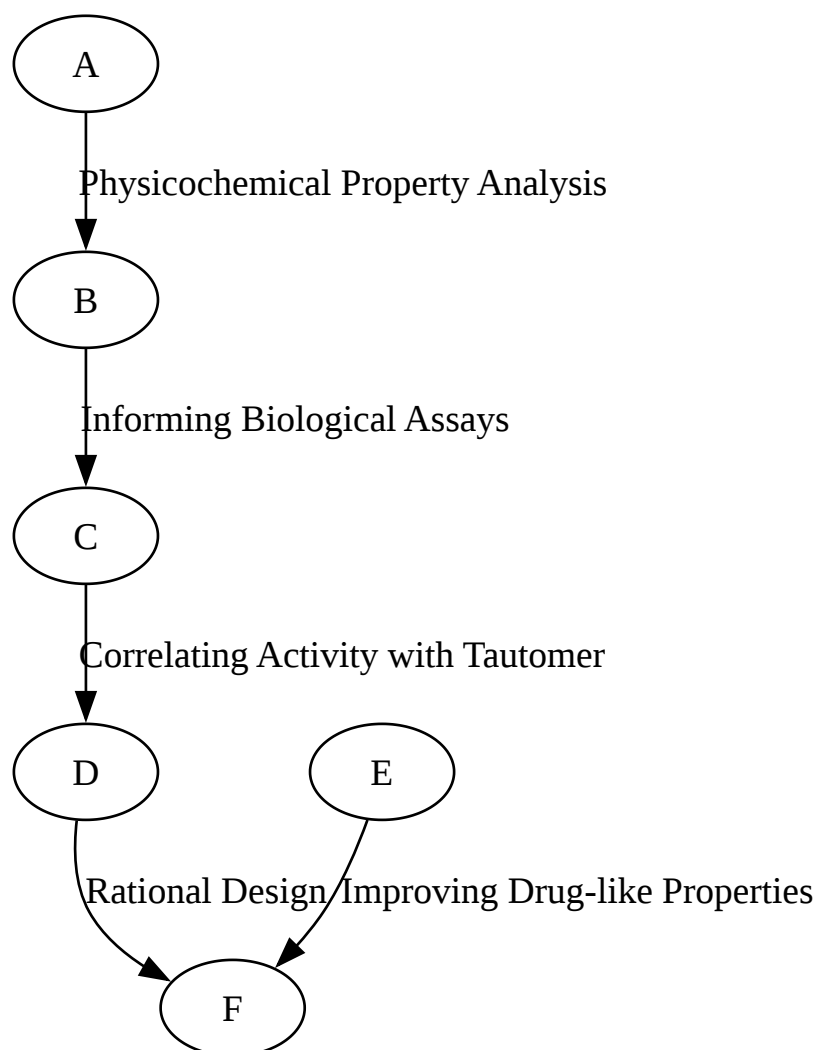 A
Physicochemical Property Analysis
B
Informing Biological Assays
C
Correlating Activity with Tautomer
D
E
Rational Design
Improving Drug-like Properties
F